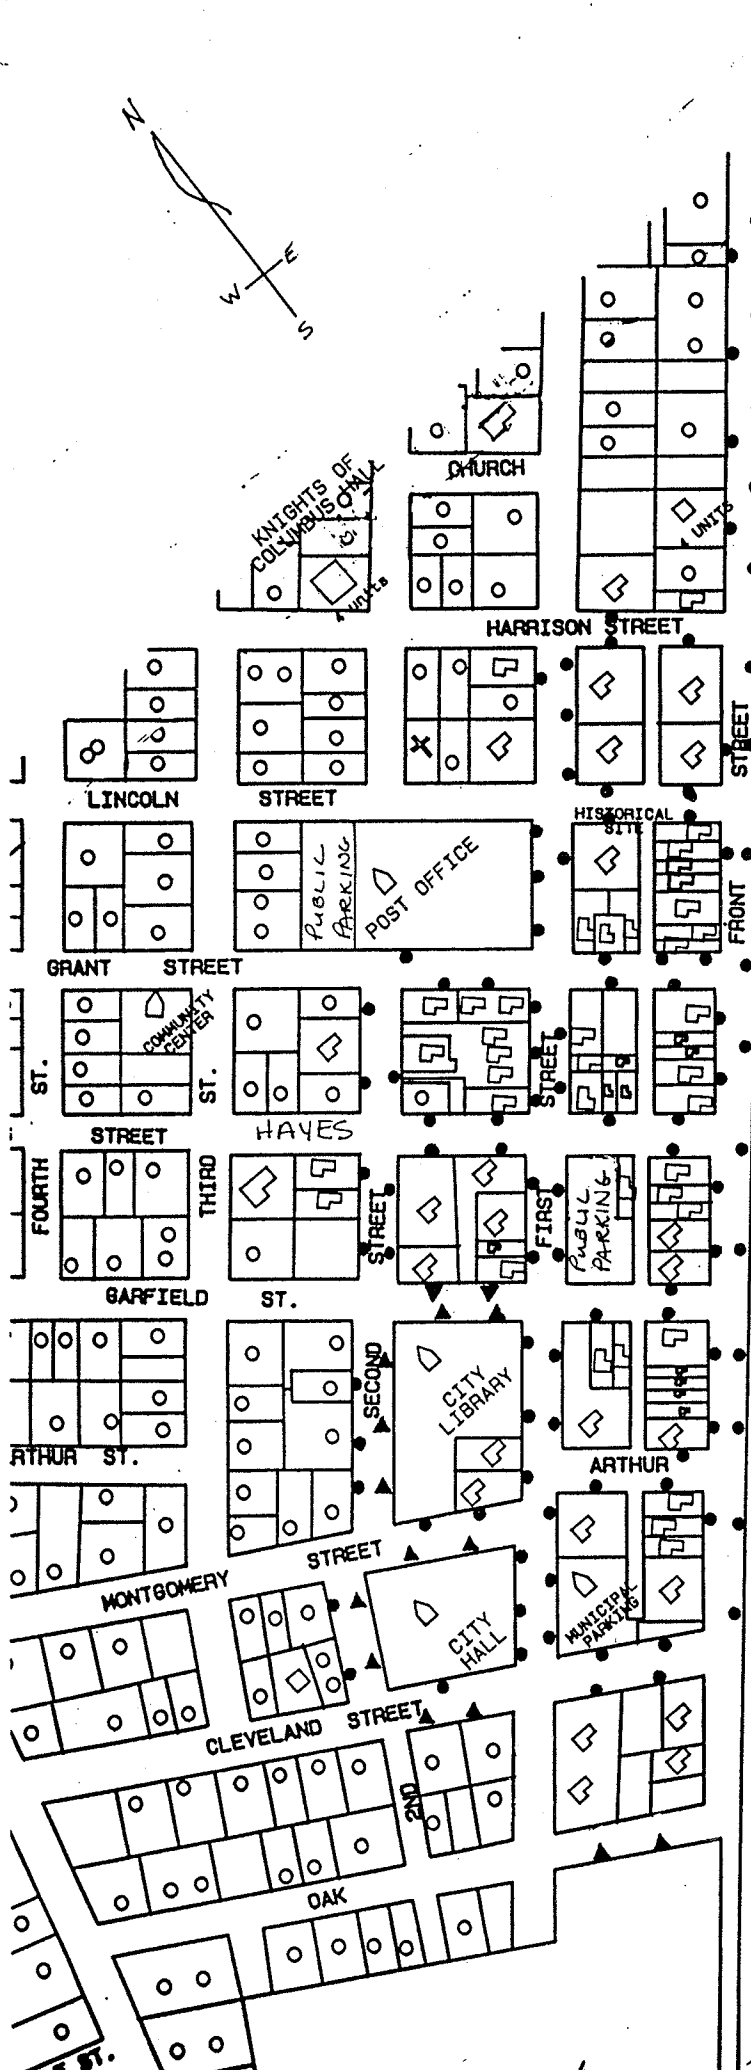 N
E
W
S
CHURCH
KNIGHTS OF
COLUMBUS HALL
4 units
UNITS
HARRISON STREET
STREET
LINCOLN STREET
HISTORICAL
SITE
PUBLIC
PARKING
POST OFFICE
FRONT
GRANT STREET
COMMUNITY
CENTER
ST.
ST.
STREET
STREET HAYES
FOURTH
THIRD
STREET
FIRST
PUBLIC
PARKING
GARFIELD ST.
SECOND
CITY
LIBRARY
RTHUR ST.
ARTHUR
STREET
MONTGOMERY
CITY
HALL
MUNICIPAL
PARKING
CLEVELAND STREET
2ND
OAK
ST.